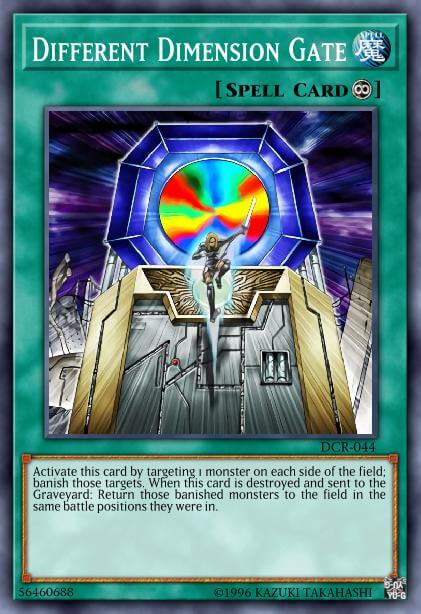 DIFFERENT DIMENSION GATE
SPELL
魔
[SPELL CARD]
DCR-044
Activate this card by targeting 1 monster on each side of the field;
banish those targets. When this card is destroyed and sent to the
Graveyard: Return those banished monsters to the field in the
same battle positions they were in.
56460688
©1996 KAZUKI TAKAHASHI